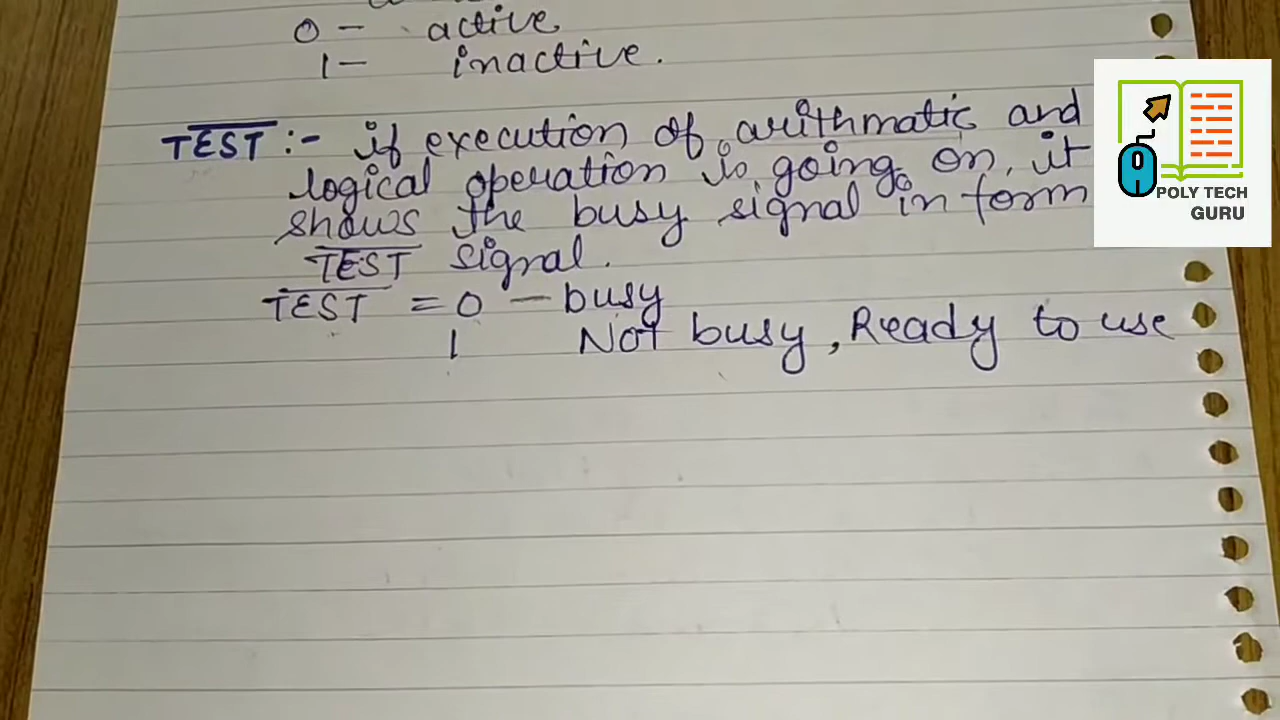 0 – active
1 – inactive.
TEST :- if execution of arithmatic and
logical operation is going on, it
shows the busy signal in form
TEST signal.
TEST = 0 – busy
1 Not busy, Ready to use
POLY TECH
GURU